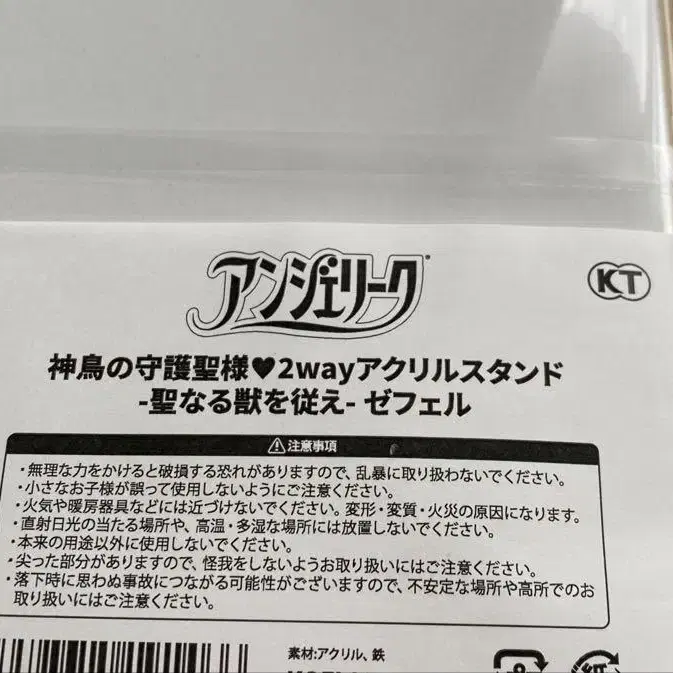 アンジェリーク
KT
神鳥の守護聖様♥2wayアクリルスタンド
-聖なる獣を従え- ゼフェル
注意事項
・無理な力をかけると破損する恐れがありますので、乱暴に取り扱わないでください。
・小さなお子様が誤って使用しないようにご注意ください。
・火気や暖房器具などには近づけないでください。変形・変質・火災の原因になります。
・直射日光の当たる場所や、高温・多湿な場所には放置しないでください。
・本来の用途以外に使用しないでください。
・尖った部分がありますので、怪我をしないようお取り扱いにはご注意ください。
・落下時に思わぬ事故につながる可能性がございますので、不安定な場所や高所でのお
取り扱いにはご注意ください。
素材:アクリル、鉄